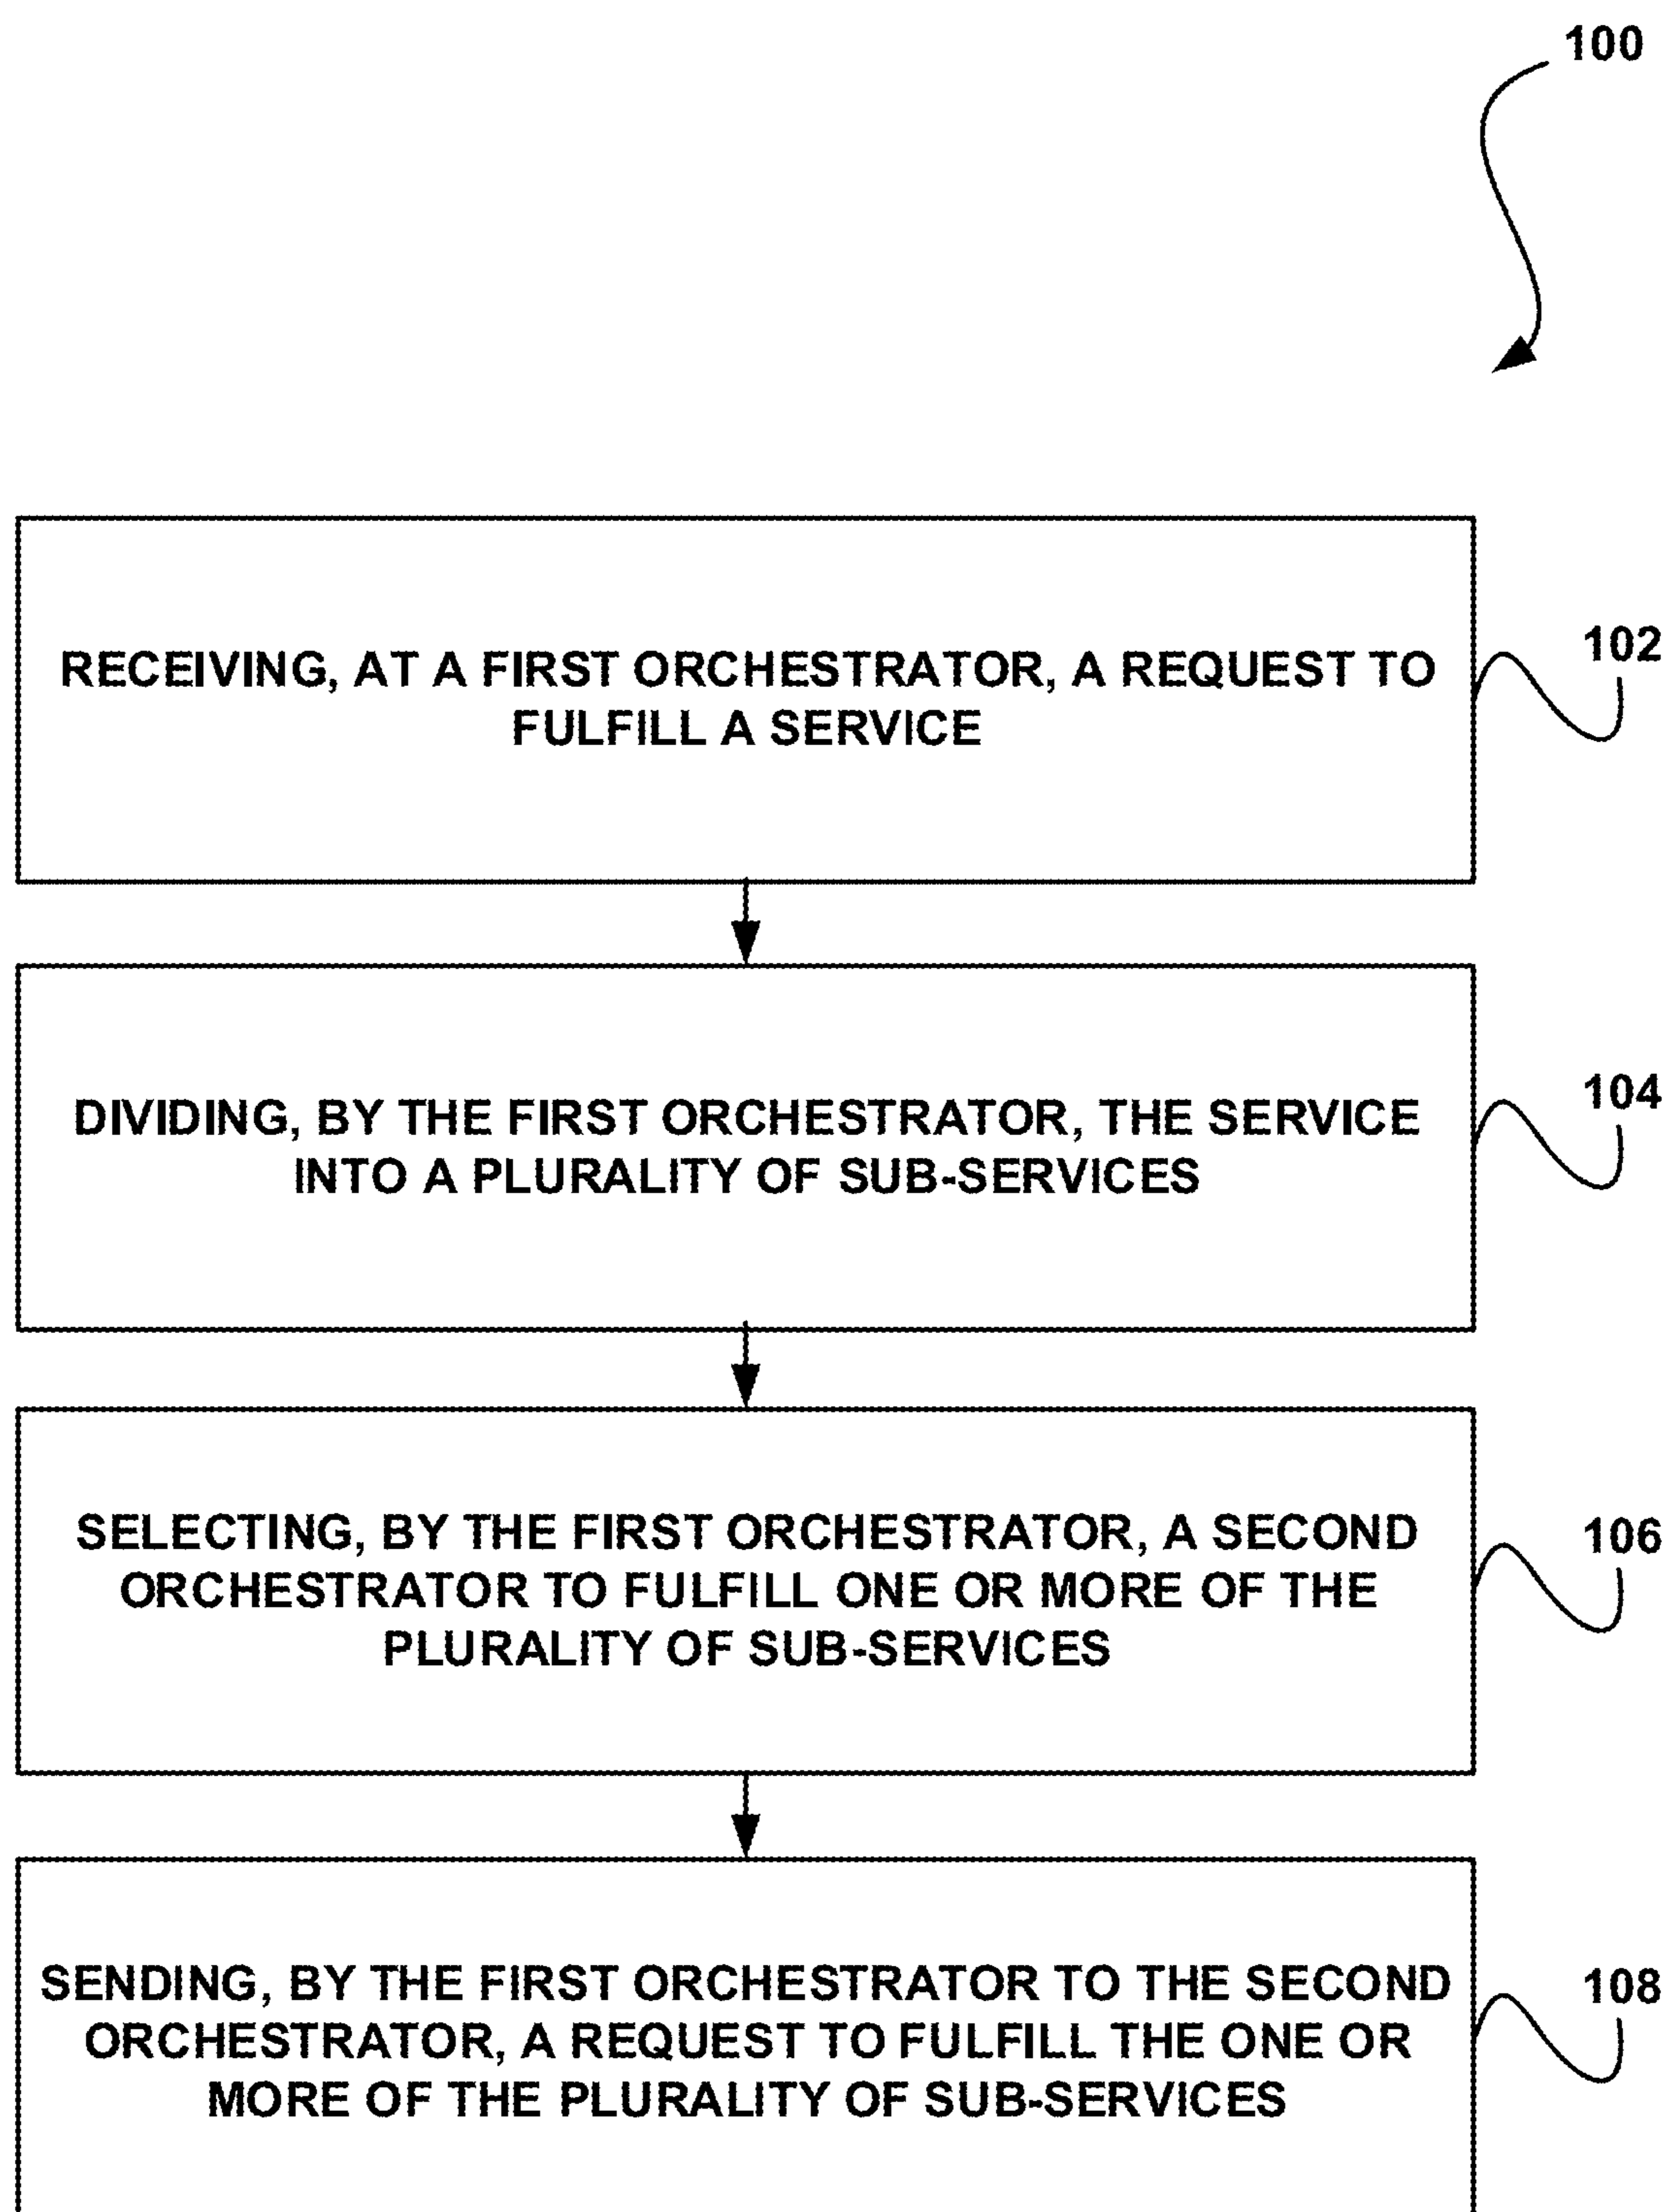 100
RECEIVING, AT A FIRST ORCHESTRATOR, A REQUEST TO
FULFILL A SERVICE
102
DIVIDING, BY THE FIRST ORCHESTRATOR, THE SERVICE
INTO A PLURALITY OF SUB-SERVICES
104
SELECTING, BY THE FIRST ORCHESTRATOR, A SECOND
ORCHESTRATOR TO FULFILL ONE OR MORE OF THE
PLURALITY OF SUB-SERVICES
106
SENDING, BY THE FIRST ORCHESTRATOR TO THE SECOND
ORCHESTRATOR, A REQUEST TO FULFILL THE ONE OR
MORE OF THE PLURALITY OF SUB-SERVICES
108